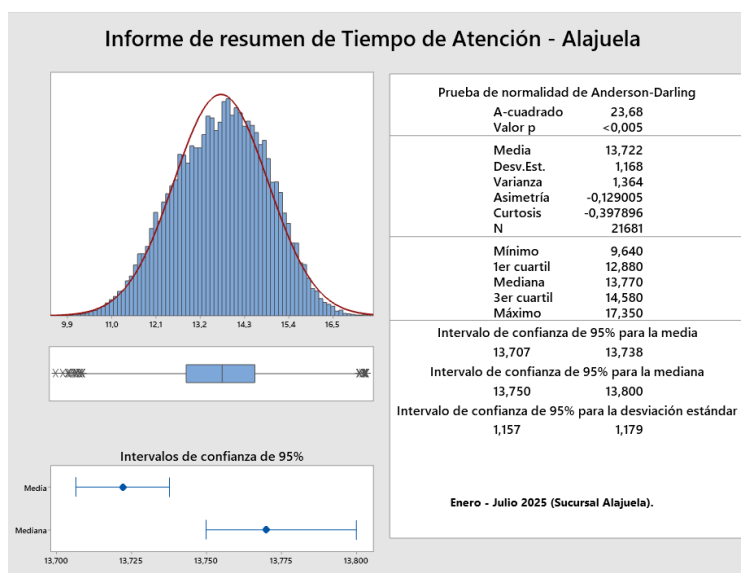 Informe de resumen de Tiempo de Atención - Alajuela
9,9 11,0 12,1 13,2 14,3 15,4 16,5
Intervalos de confianza de 95%
Media
Mediana
13,700 13,725 13,750 13,775 13,800
Prueba de normalidad de Anderson-Darling
A-cuadrado 23,68
Valor p <0,005
Media 13,722
Desv.Est. 1,168
Varianza 1,364
Asimetría -0,129005
Curtosis -0,397896
N 21681
Mínimo 9,640
1er cuartil 12,880
Mediana 13,770
3er cuartil 14,580
Máximo 17,350
Intervalo de confianza de 95% para la media
13,707 13,738
Intervalo de confianza de 95% para la mediana
13,750 13,800
Intervalo de confianza de 95% para la desviación estándar
1,157 1,179
Enero - Julio 2025 (Sucursal Alajuela).